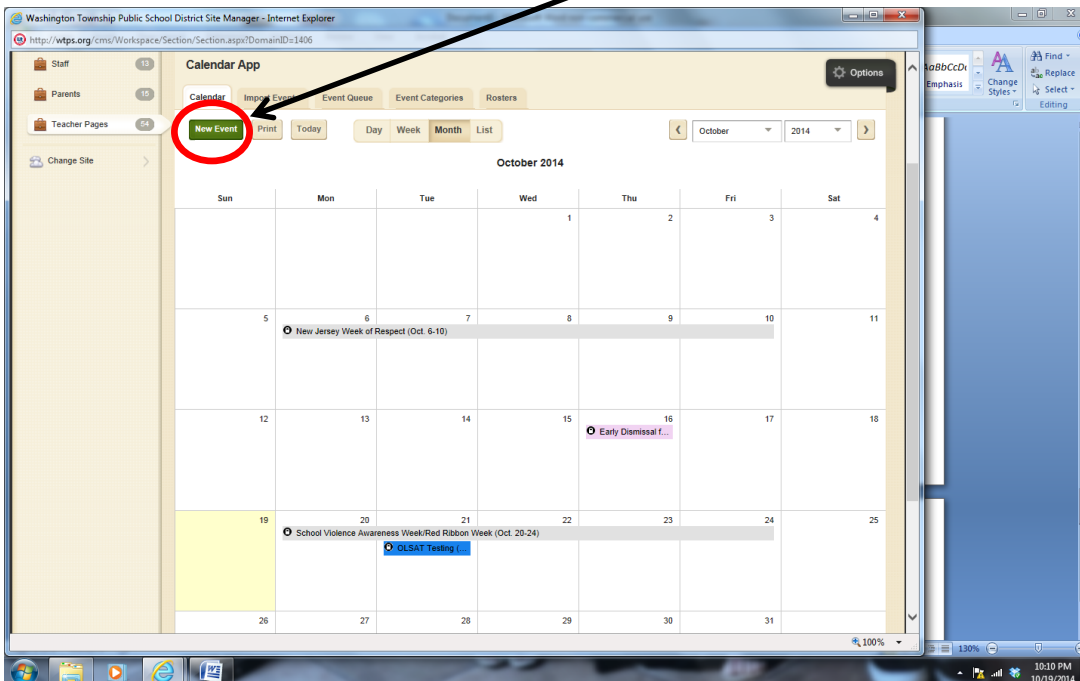 Washington Township Public School District Site Manager - Internet Explorer
http://wtps.org/cms/Workspace/Section/Section.aspx?DomainID=1406
Staff 13
Parents 15
Teacher Pages 54
Change Site
Calendar App
Options
Calendar Import Event Event Queue Event Categories Rosters
New Event Print Today Day Week Month List October 2014
October 2014
Sun Mon Tue Wed Thu Fri Sat
1 2 3 4
5 6 7 8 9 10 11
New Jersey Week of Respect (Oct. 6-10)
12 13 14 15 16 17 18
Early Dismissal f...
19 20 21 22 23 24 25
School Violence Awareness Week/Red Ribbon Week (Oct. 20-24)
OLSAT Testing (...
26 27 28 29 30 31
100%
AaBbCcDc
Emphasis
Change
Styles
Find
Replace
Select
Editing
130%
10:10 PM
10/19/2014